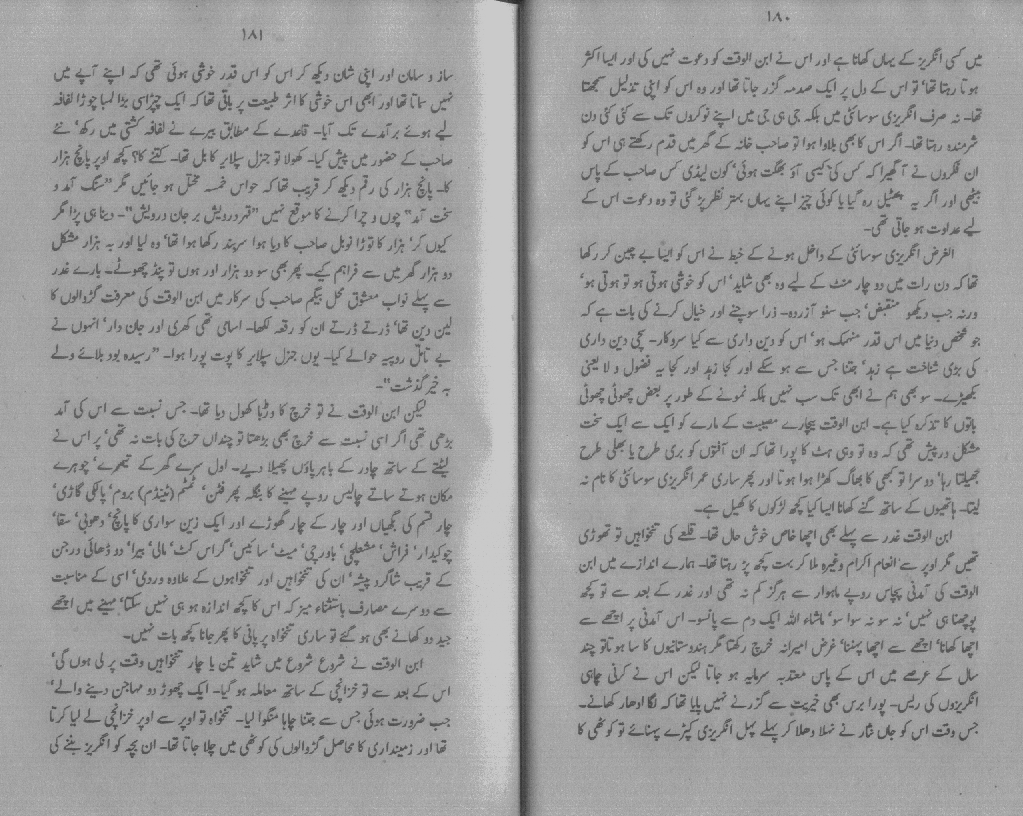 ۱۸۰
میں کسی انگریز کے یہاں کھانا ہے اور اس نے ابن الوقت کو دعوت نہیں کی اور ایسا اکثر
ہوتا رہتا تھا‘ تو اس کے دل پر ایک صدمہ گزر جاتا تھا اور وہ اس کو اپنی تذلیل سمجھتا
تھا۔ نہ صرف انگریزی سوسائٹی میں بلکہ جی ہی جی میں اپنے نوکروں تک سے کئی کئی دن
شرمندہ رہتا تھا۔ اگر اس کا بھی بلاوا ہوا تو صاحب خانہ کے گھر میں قدم رکھتے ہی اس کو
ان فکروں نے آ گھیرا کہ کس کی کیسی آؤ بھگت ہوئی‘ کون لیڈی کس صاحب کے پاس
بیٹھی اور اگر یہ پھٹیل رہ گیا یا کوئی چیز اپنے یہاں بہتر نظر پڑ گئی تو وہ دعوت اس کے
لیے عداوت ہو جاتی تھی۔
الغرض انگریزی سوسائٹی کے داخل ہونے کے خبط نے اس کو ایسا بے چین کر رکھا
تھا کہ دن رات میں دو چار منٹ کے لیے وہ بھی شاید‘ اس کو خوشی ہوتی ہو تو ہوتی ہو‘
ورنہ جب دیکھو منقبض‘ جب سنو آزردہ۔ ذرا سوچنے اور خیال کرنے کی بات ہے کہ
جو شخص دنیا میں اس قدر منہمک ہو‘ اس کو دین داری سے کیا سروکار۔ سچی دین داری
کی بڑی شناخت ہے زہد‘ جتنا جس سے ہو سکے اور کجا زہد اور کجا یہ فضول و لایعنی
بکھیڑے۔ سو بھی ہم نے ابھی تک سب نہیں بلکہ نمونے کے طور پر بعض چھوٹی چھوٹی
باتوں کا تذکرہ کیا ہے۔ ابن الوقت بیچارے مصیبت کے مارے کو ایک سے ایک سخت
مشکل درپیش تھی کہ وہ تو وہی ہٹ کا پورا تھا کہ ان آفتوں کو بری طرح یا بھلی طرح
جھیلتا رہا‘ دوسرا تو کبھی کا بھاگ کھڑا ہوا ہوتا اور پھر ساری عمر انگریزی سوسائٹی کا نام نہ
لیتا۔ ہاتھیوں کے ساتھ گنے کھانا ایسا کیا کچھ لڑکوں کا کھیل ہے۔
ابن الوقت غدر سے پہلے بھی اچھا خاصا خوش حال تھا۔ قلعے کی تنخواہیں تو تھوڑی
تھیں مگر اوپر سے انعام اکرام وغیرہ ملا کر بہت کچھ پڑ رہتا تھا۔ ہمارے اندازے میں ابن
الوقت کی آمدنی پچاس روپے ماہوار سے ہرگز کم نہ تھی اور غدر کے بعد سے تو کچھ
پوچھنا ہی نہیں‘ نہ سو نہ سوا سو‘ ماشاء اللہ ایک دم سے پانسو۔ اس آمدنی پر اچھے سے
اچھا کھانا‘ اچھے سے اچھا پہننا‘ غرض امیرانہ خرچ رکھتا مگر ہندوستانیوں کا سا ہوتا تو چند
سال کے عرصے میں اس کے پاس معتدبہ سرمایہ ہو جاتا لیکن اس نے کرنی چاہی
انگریزوں کی ریس۔ پورا برس بھی خیریت سے گزرنے نہیں پایا تھا کہ لگا ادھار کھانے۔
جس وقت اس کو جاں نثار نے نہلا دھلا کر پہلے پہل انگریزی کپڑے پہنائے تو کوٹھی کا
۱۸۱
ساز و سامان اور اپنی شان دیکھ کر اس کو اس قدر خوشی ہوئی تھی کہ اپنے آپے میں
نہیں سماتا تھا اور ابھی اس خوشی کا اثر طبیعت پر باقی تھا کہ ایک چپڑاسی بڑا لمبا چوڑا لفافہ
لیے ہوئے برآمدے تک آیا۔ قاعدے کے مطابق بیرے نے لفافہ کشتی میں رکھ‘ نئے
صاحب کے حضور میں پیش کیا۔ کھولا تو جنرل سپلایر کا بل تھا۔ کتنے کا؟ کچھ اوپر پانچ ہزار
کا۔ پانچ ہزار کی رقم دیکھ کر قریب تھا کہ حواس خمسہ مختل ہو جائیں مگر "سنگ آمد و
سخت آمد" چوں و چرا کرنے کا موقع نہیں "قہر درویش بر جان درویش"۔ دینا ہی پڑا مگر
کیوں کر‘ ہزار کا توڑا نوبل صاحب کا دیا ہوا سربند رکھا ہوا تھا‘ وہ لیا اور بہ ہزار مشکل
دو ہزار گھر میں سے فراہم کیے۔ پھر بھی سو دو ہزار اور ہوں تو پنڈ چھوٹے۔ بارے غدر
سے پہلے نواب معشوق محل بیگم صاحب کی سرکار میں ابن الوقت کی معرفت گڑوالوں کا
لین دین تھا‘ ڈرتے ڈرتے ان کو رقعہ لکھا۔ اسامی تھی کھری اور جان دار‘ انہوں نے
بے تامّل روپیہ حوالے کیا۔ یوں جنرل سپلایر کا پوت پورا ہوا۔ "رسیدہ بود بلائے ولے
بہ خیر گذشت"۔
لیکن ابن الوقت نے تو خرچ کا دڑبا کھول دیا تھا۔ جس نسبت سے اس کی آمد
بڑھی تھی اگر اسی نسبت سے خرچ بھی بڑھتا تو چنداں حرج کی بات نہ تھی‘ پر اس نے
لیٹنے کے ساتھ چادر کے باہر پاؤں پھیلا دیے۔ اول سرے گھر کے تیھرے‘ چوہرے
مکان ہوتے ساتے چالیس روپے مہینے کا بنگلہ پھر فٹن‘ ٹمٹم (ٹینڈم) بروم‘ پالکی گاڑی‘
چار قسم کی بگھیاں اور چار کے چار گھوڑے اور ایک زین سواری کا پانچ‘ دھوبی‘ سقا‘
چوکیدار‘ فراش‘ مشعلچی‘ باورچی‘ میٹ‘ سائیس‘ گراس کٹ‘ مالی‘ بیرا‘ دو ڈھائی درجن
کے قریب شاگرد پیشہ‘ ان کی تنخواہیں اور تنخواہوں کے علاوہ وردی‘ اسی کے مناسبت
سے دوسرے مصارف باستثناء میز کہ اس کا کچھ اندازہ ہو ہی نہیں سکتا‘ مہینے میں اچھے
جید دو کھانے بھی ہو گئے تو ساری تنخواہ پر پانی کا پھر جانا کچھ بات نہیں۔
ابن الوقت نے شروع شروع میں شاید تین یا چار تنخواہیں وقت پر لی ہوں گی‘
اس کے بعد سے تو خزانچی کے ساتھ معاملہ ہو گیا۔ ایک چھوڑ دو مہاجن دینے والے‘
جب ضرورت ہوئی جس سے جتنا چاہا منگوا لیا۔ تنخواہ تو اوپر سے اوپر خزانچی لے لیا کرتا
تھا اور زمینداری کا محاصل گڑوالوں کی کوٹھی میں چلا جاتا تھا۔ ان بچہ کو انگریز بننے کی